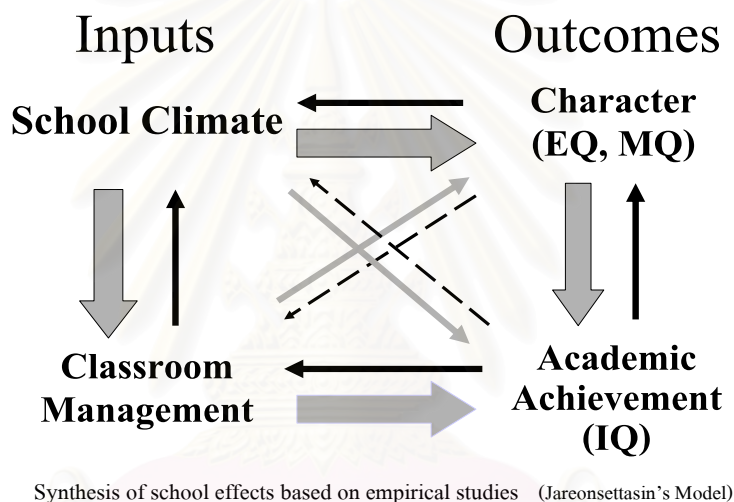 Inputs
Outcomes
School Climate
Character
(EQ, MQ)
Classroom
Management
Academic
Achievement
(IQ)
Synthesis of school effects based on empirical studies (Jareonsettasin's Model)